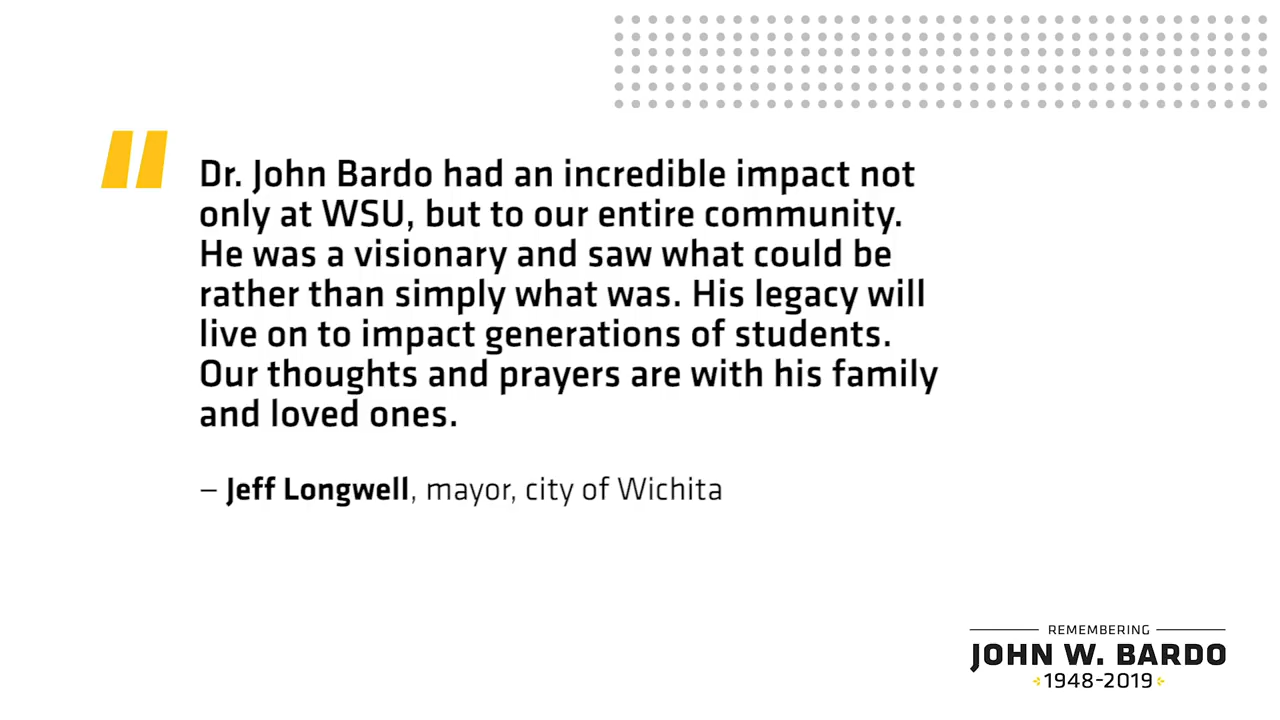 Dr. John Bardo had an incredible impact not
only at WSU, but to our entire community.
He was a visionary and saw what could be
rather than simply what was. His legacy will
live on to impact generations of students.
Our thoughts and prayers are with his family
and loved ones.
– Jeff Longwell, mayor, city of Wichita
REMEMBERING
JOHN W. BARDO
1948-2019